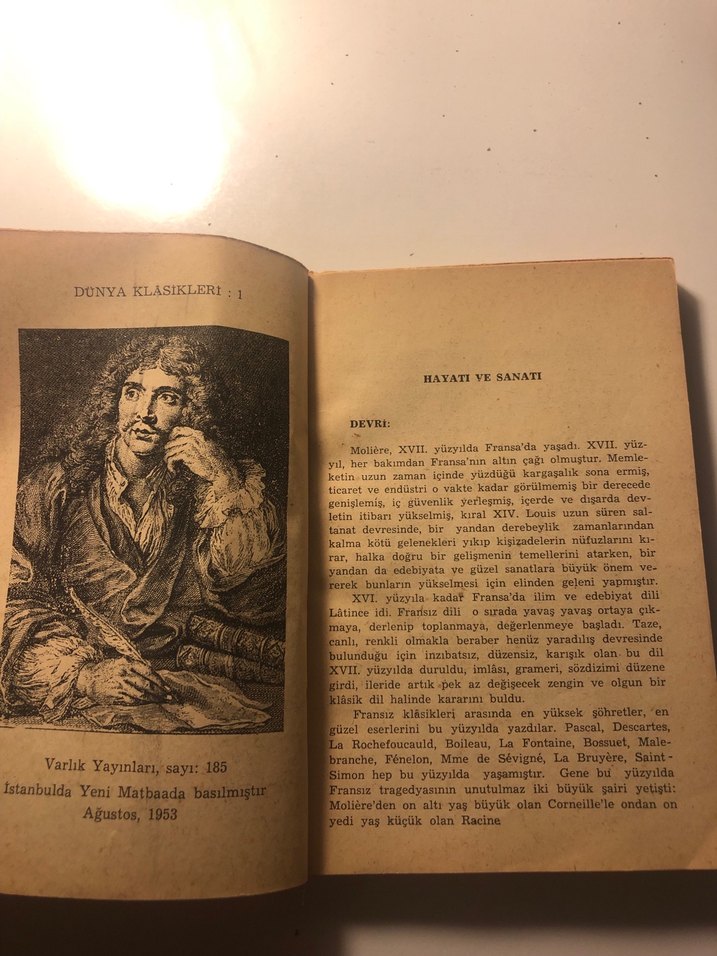 DÜNYA KLÂSİKLERİ : 1
Varlık Yayınları, sayı: 185
İstanbulda Yeni Matbaada basılmıştır
Ağustos, 1953
HAYATI VE SANATI
DEVRİ:
Molière, XVII. yüzyılda Fransa'da yaşadı. XVII. yüz-
yıl, her bakımdan Fransa'nın altın çağı olmuştur. Memle-
ketin uzun zaman içinde yüzdüğü kargaşalık sona ermiş,
ticaret ve endüstri o vakte kadar görülmemiş bir derecede
genişlemiş, iç güvenlik yerleşmiş, içerde ve dışarda dev-
letin itibarı yükselmiş, kıral XIV. Louis uzun süren sal-
tanat devresinde, bir yandan derebeylik zamanlarından
kalma kötü gelenekleri yıkıp kişizadelerin nüfuzlarını kı-
rar, halka doğru bir gelişmenin temellerini atarken, bir
yandan da edebiyata ve güzel sanatlara büyük önem ve-
rerek bunların yükselmesi için elinden geleni yapmıştır.
XVI. yüzyıla kadar Fransa'da ilim ve edebiyat dili
Lâtince idi. Fransız dili o sırada yavaş yavaş ortaya çık-
maya, derlenip toplanmaya, değerlenmeye başladı. Taze,
canlı, renkli olmakla beraber henüz yaradılış devresinde
bulunduğu için inzıbatsız, düzensiz, karışık olan bu dil
XVII. yüzyılda duruldu, imlâsı, grameri, sözdizimi düzene
girdi, ileride artık pek az değişecek zengin ve olgun bir
klâsik dil halinde kararını buldu.
Fransız klâsikleri arasında en yüksek şöhretler, en
güzel eserlerini bu yüzyılda yazdılar. Pascal, Descartes,
La Rochefoucauld, Boileau, La Fontaine, Bossuet, Male-
branche, Fénelon, Mme de Sévigné, La Bruyère, Saint-
Simon hep bu yüzyılda yaşamıştır. Gene bu yüzyılda
Fransız tragedyasının unutulmaz iki büyük şairi yetişti:
Molière'den on altı yaş büyük olan Corneille'le ondan on
yedi yaş küçük olan Racine